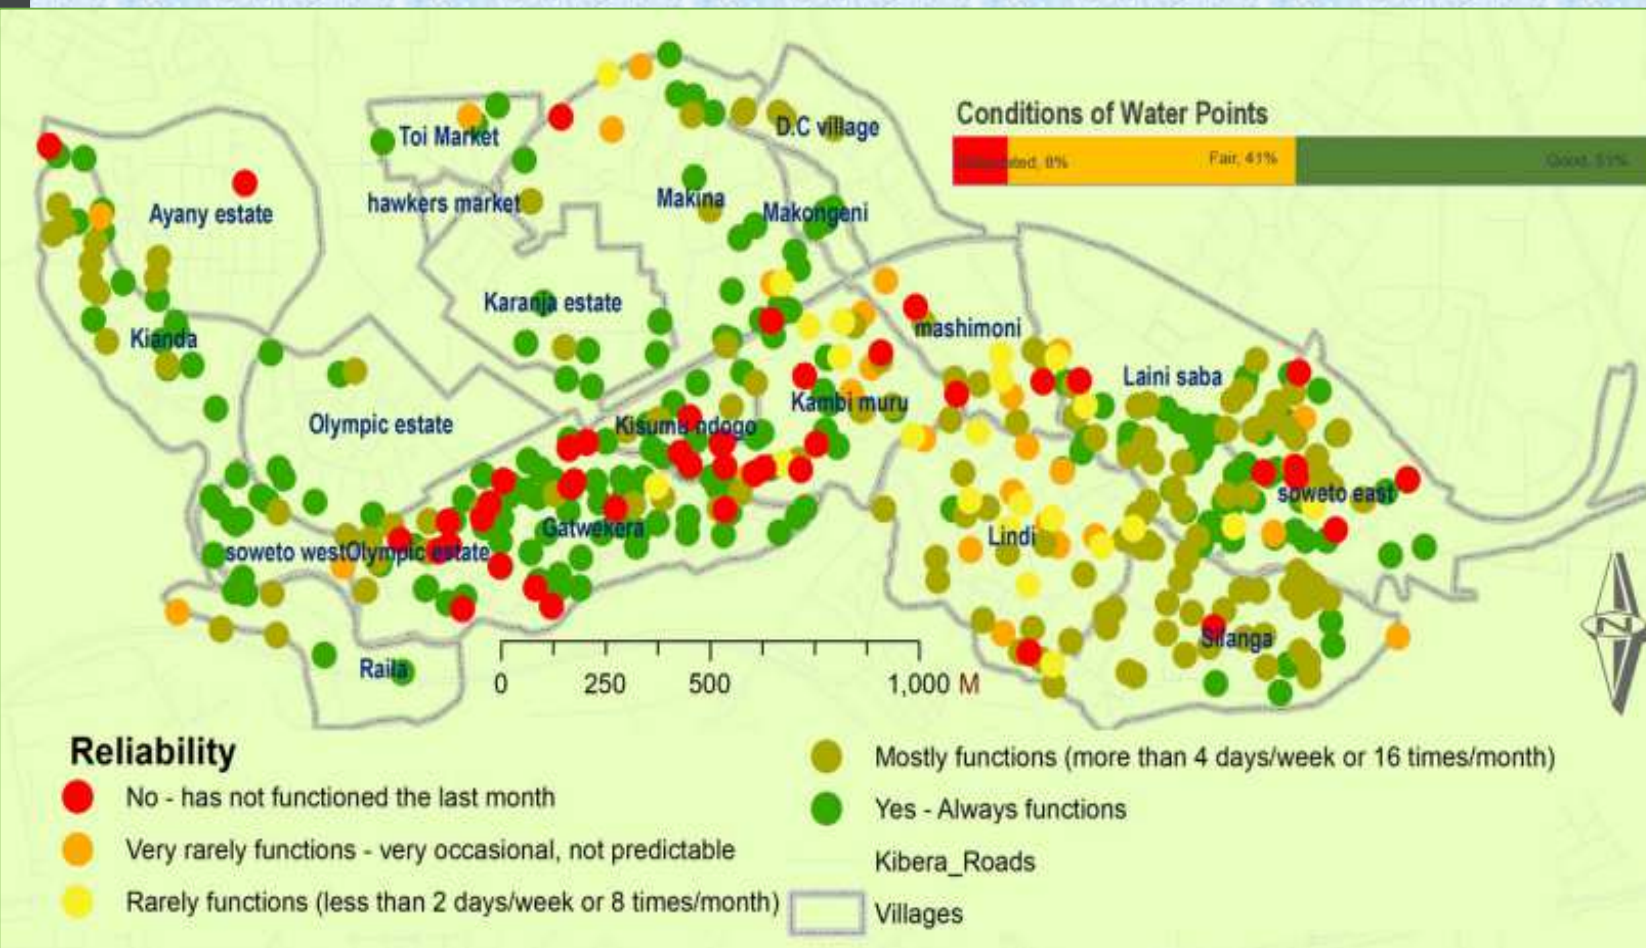 Conditions of Water Points
Fair, 41%
Good, 51%
Toi Market
D.C village
hawkers market
Makina
Makongeni
Ayany estate
Karanja estate
mashimoni
Kianda
Laini saba
Kambi muru
Olympic estate
Kisumu ndogo
soweto east
Gatwekera
Lindi
soweto west
Olympic estate
Silanga
Raila
0 250 500 1,000 M
N
Reliability
No - has not functioned the last month
Very rarely functions - very occasional, not predictable
Rarely functions (less than 2 days/week or 8 times/month)
Mostly functions (more than 4 days/week or 16 times/month)
Yes - Always functions
Kibera_Roads
Villages